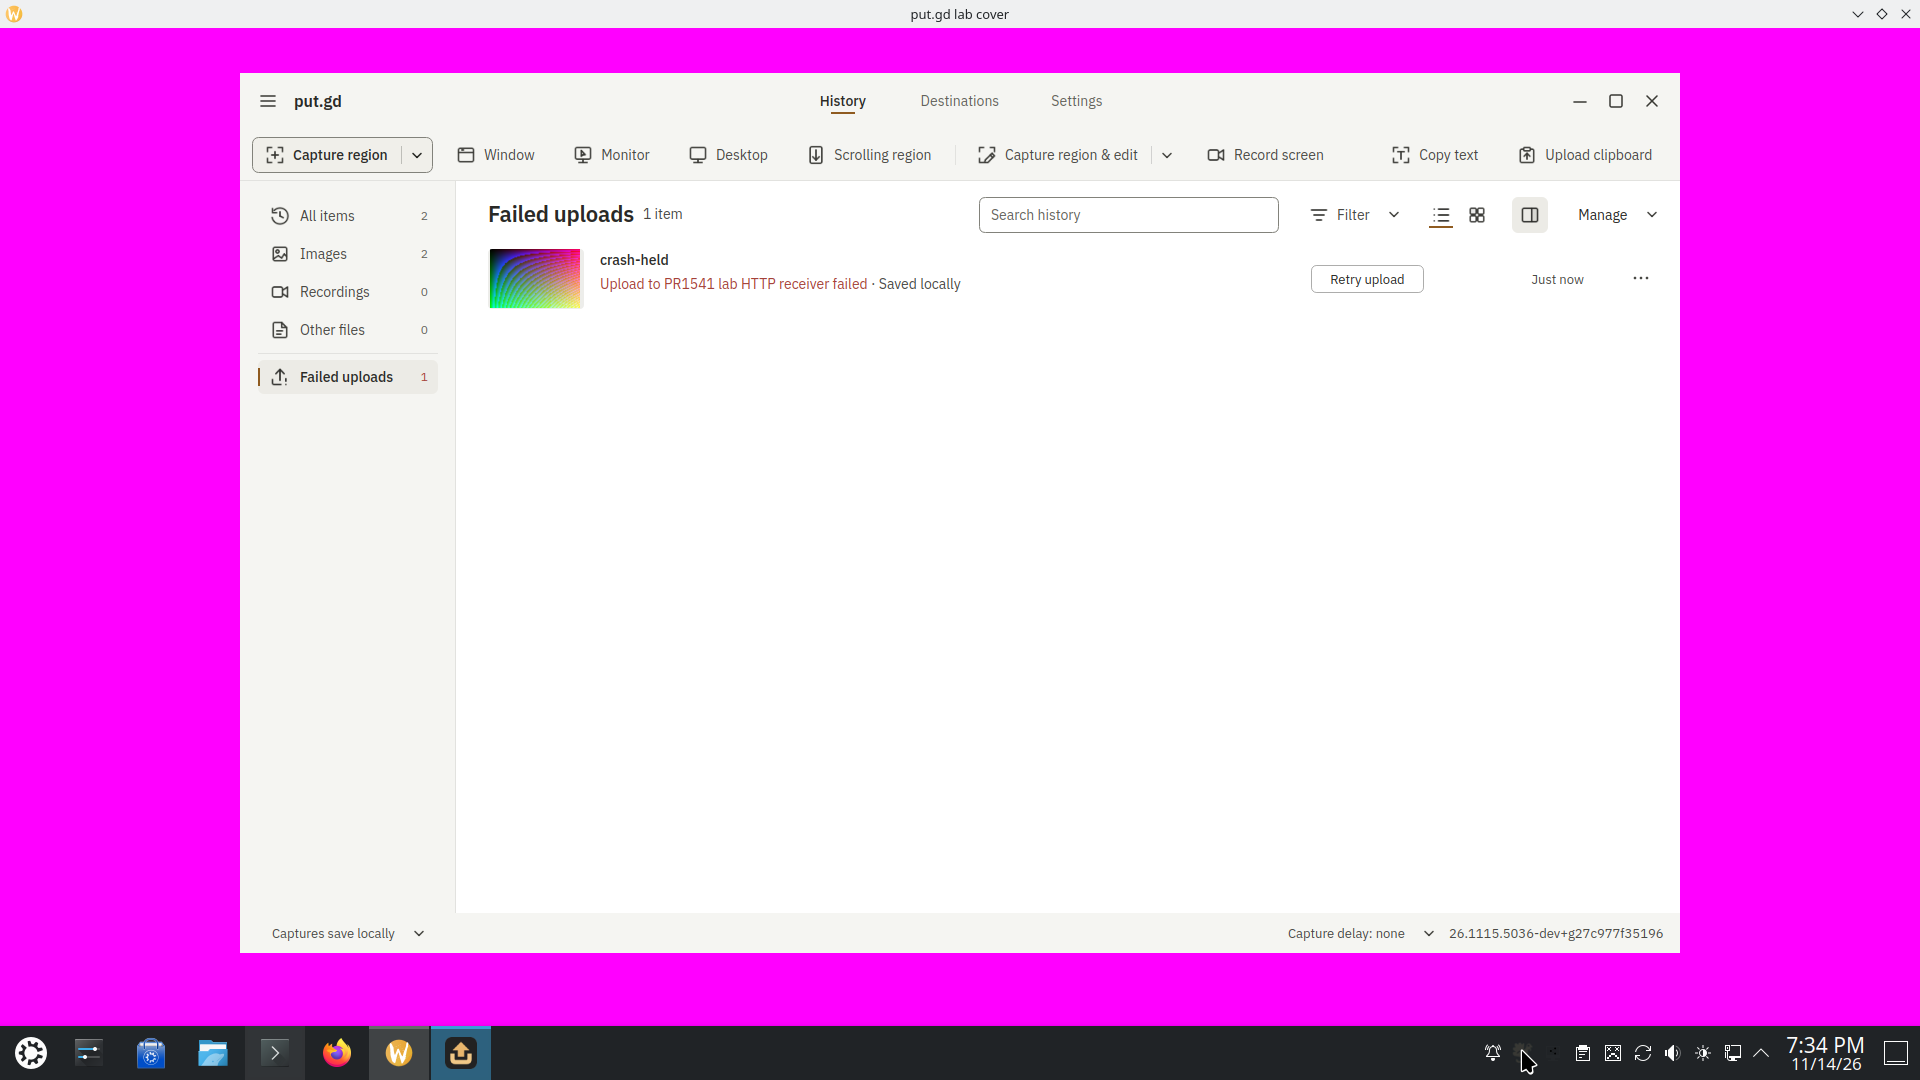 put.gd lab cover
put.gd
History
Destinations
Settings
Capture region
Window
Monitor
Desktop
Scrolling region
Capture region & edit
Record screen
Copy text
Upload clipboard
All items 2
Images 2
Recordings 0
Other files 0
Failed uploads 1
Failed uploads 1 item
Search history
Filter
Manage
crash-held
Upload to PR1541 lab HTTP receiver failed · Saved locally
Retry upload
Just now
Captures save locally
Capture delay: none
26.1115.5036-dev+g27c977f35196
7:34 PM
11/14/26